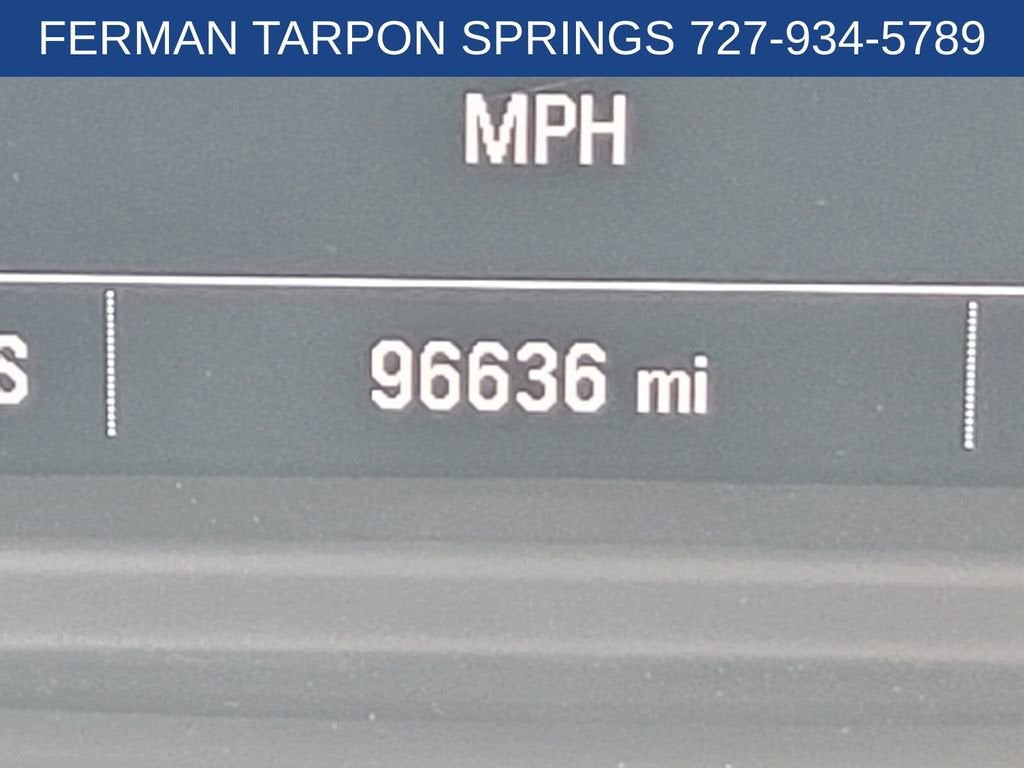 FERMAN TARPON SPRINGS 727-934-5789
MPH
S 96636 mi